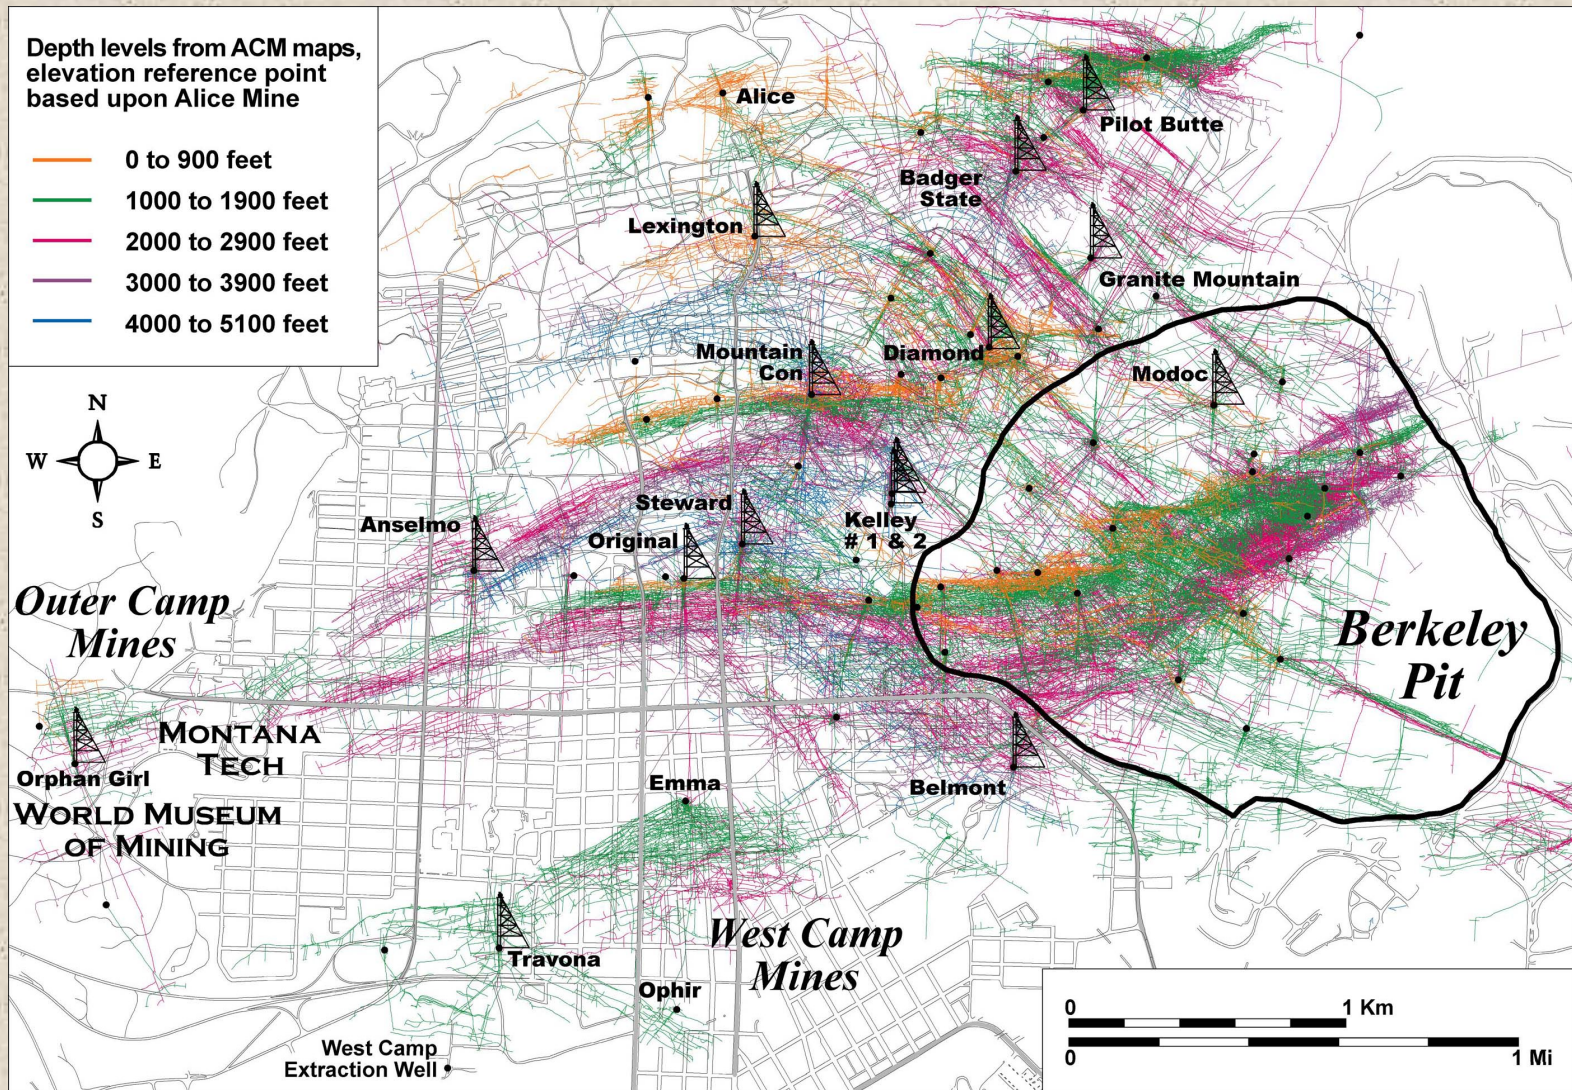 Depth levels from ACM maps,
elevation reference point
based upon Alice Mine
0 to 900 feet
1000 to 1900 feet
2000 to 2900 feet
3000 to 3900 feet
4000 to 5100 feet
N
W
E
S
Alice
Pilot Butte
Badger
State
Lexington
Granite Mountain
Mountain
Con
Diamond
Modoc
Steward
Anselmo
Original
Kelley
# 1 & 2
Outer Camp
Mines
Berkeley
Pit
MONTANA
TECH
Orphan Girl
WORLD MUSEUM
OF MINING
Emma
Belmont
West Camp
Mines
Travona
Ophir
West Camp
Extraction Well
0
1 Km
0
1 Mi